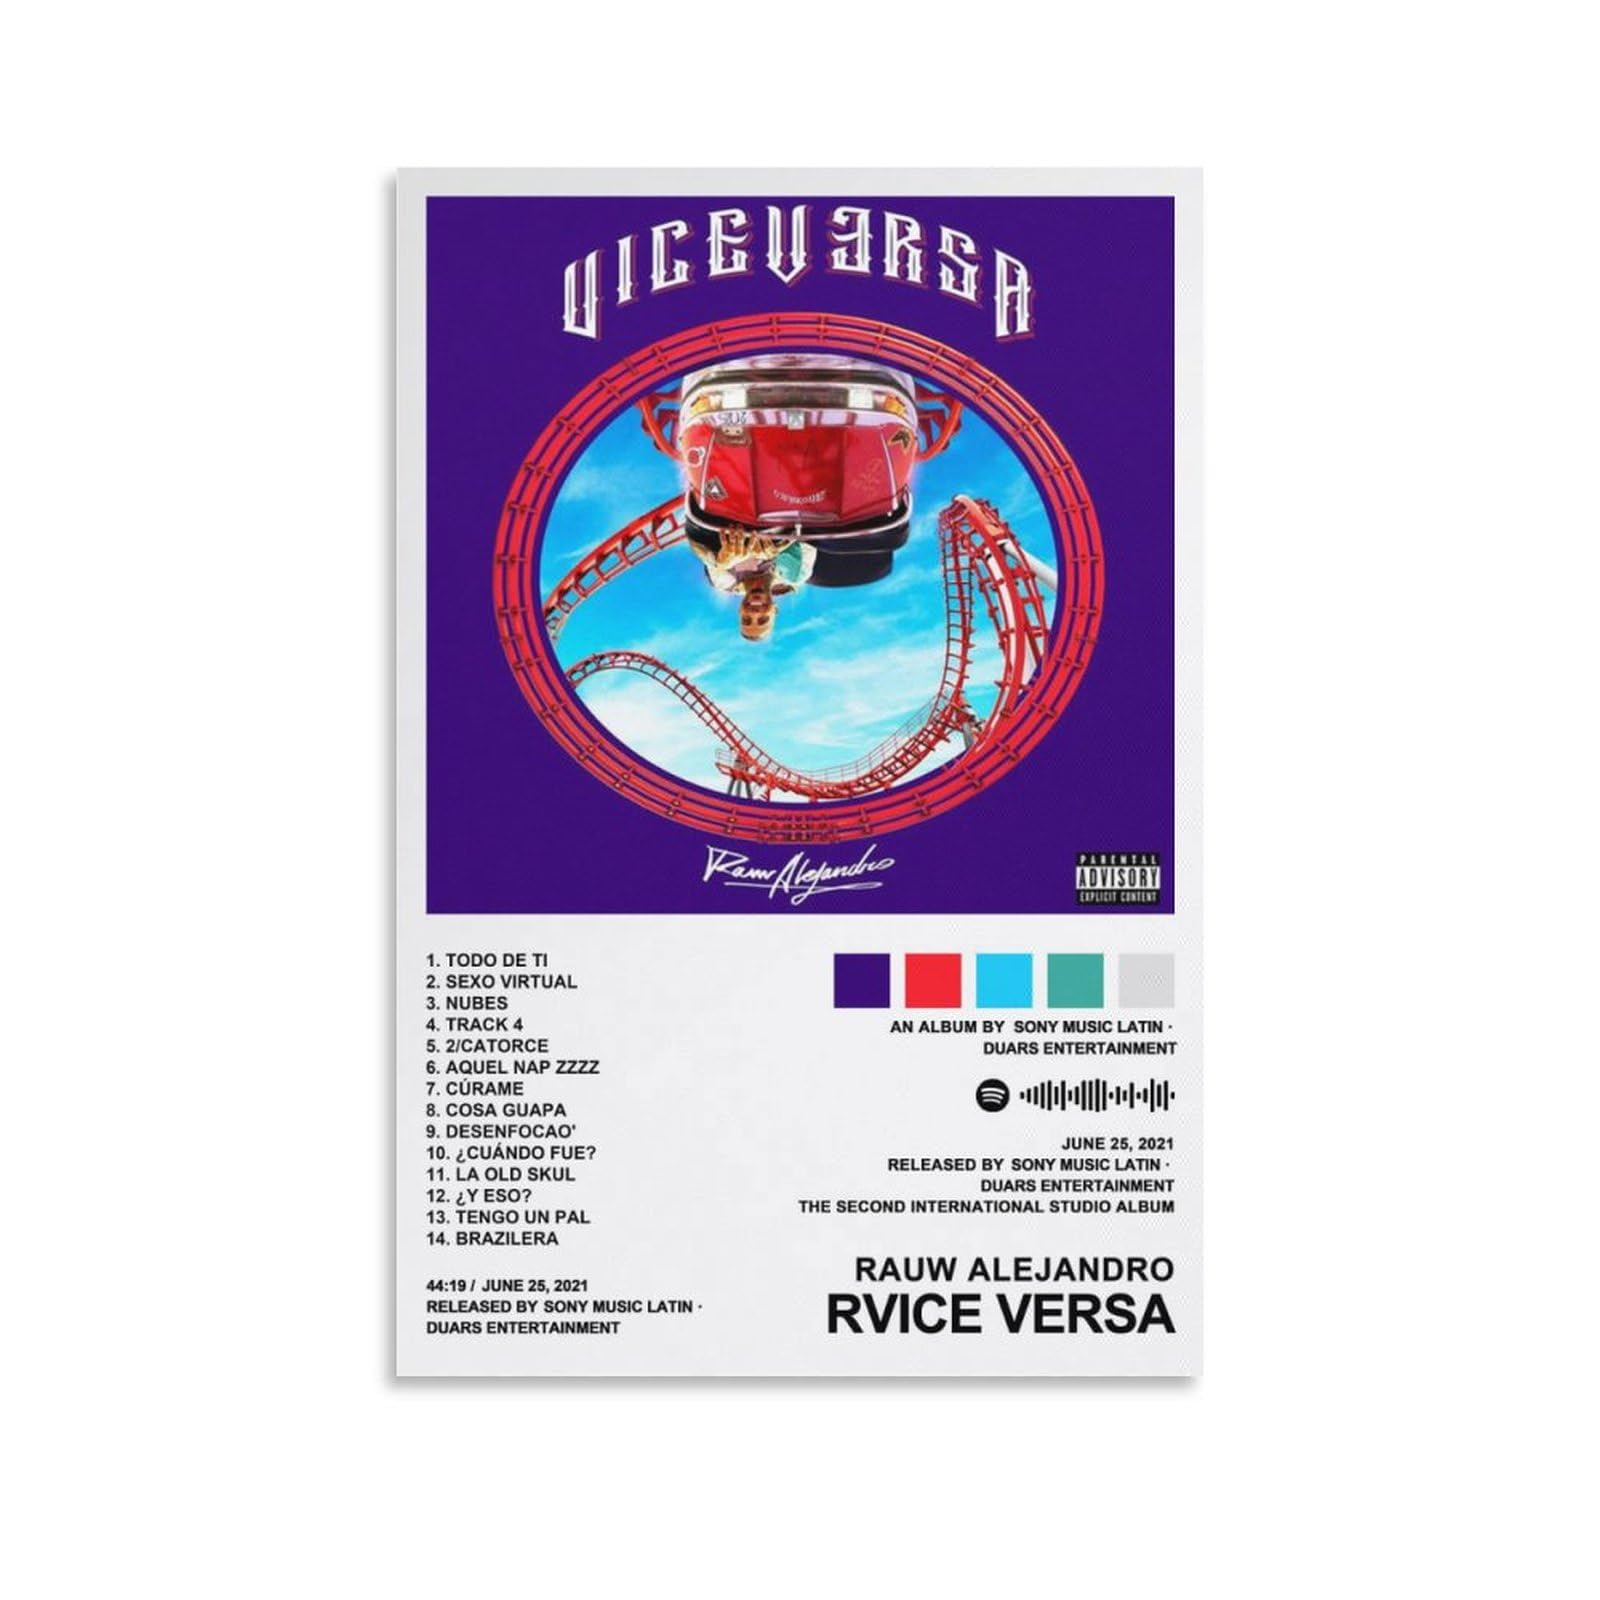 VICEVERSA
Rauw Alejandro
PARENTAL
ADVISORY
EXPLICIT CONTENT
1. TODO DE TI
2. SEXO VIRTUAL
3. NUBES
4. TRACK 4
5. 2/CATORCE
6. AQUEL NAP ZZZZ
7. CÚRAME
8. COSA GUAPA
9. DESENFOCAO'
10. ¿CUÁNDO FUE?
11. LA OLD SKUL
12. ¿Y ESO?
13. TENGO UN PAL
14. BRAZILERA
44:19 / JUNE 25, 2021
RELEASED BY SONY MUSIC LATIN ·
DUARS ENTERTAINMENT
AN ALBUM BY SONY MUSIC LATIN ·
DUARS ENTERTAINMENT
JUNE 25, 2021
RELEASED BY SONY MUSIC LATIN ·
DUARS ENTERTAINMENT
THE SECOND INTERNATIONAL STUDIO ALBUM
RAUW ALEJANDRO
RVICE VERSA